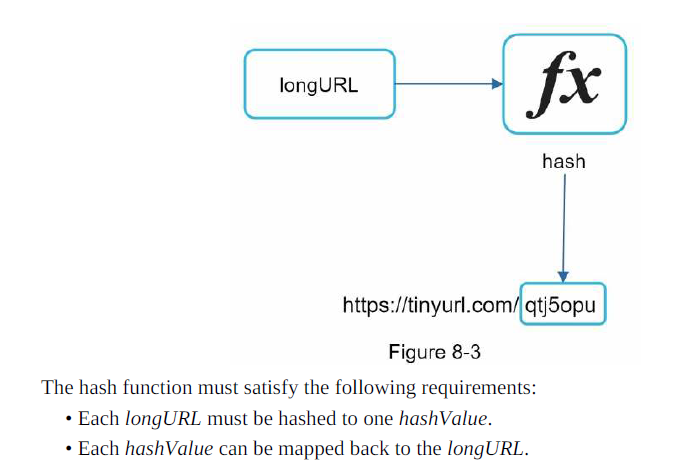 longURL
fx
hash
https://tinyurl.com/qtj5opu
Figure 8-3
The hash function must satisfy the following requirements:
• Each longURL must be hashed to one hashValue.
• Each hashValue can be mapped back to the longURL.